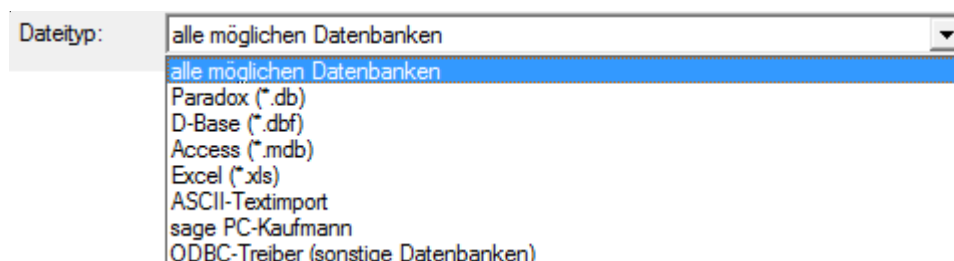 Dateityp:
alle möglichen Datenbanken
alle möglichen Datenbanken
Paradox (*.db)
D-Base (*.dbf)
Access (*.mdb)
Excel (*.xls)
ASCII-Textimport
sage PC-Kaufmann
ODBC-Treiber (sonstige Datenbanken)